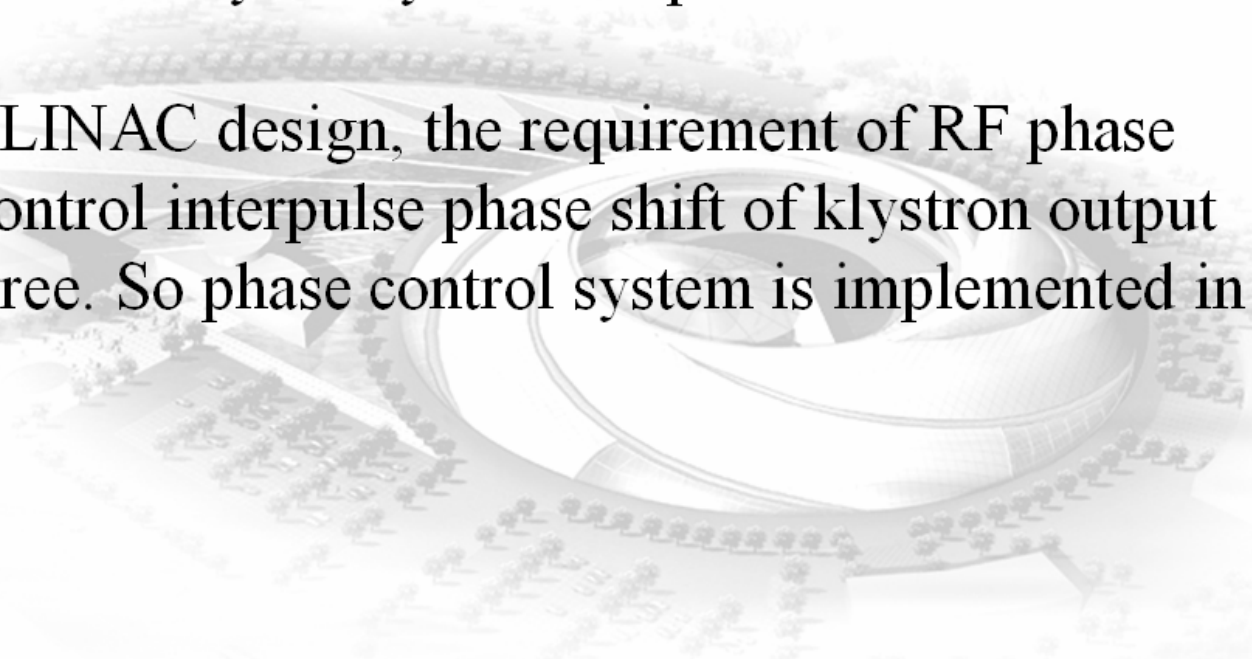 LINAC design, the requirement of RF phase
ontrol interpulse phase shift of klystron output
ree. So phase control system is implemented in